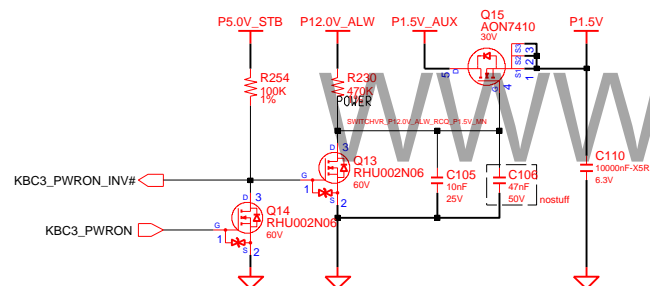 P5.0V_STB
P12.0V_ALW
P1.5V_AUX
Q15
AON7410
30V
P1.5V
S3
S2
S1
3
2
1
5
D
G
4
R254
100K
1%
R230
470K
1%
POWER
WWW
SWITCHVR_P12.0V_ALW_RCQ_P1.5V_MN
KBC3_PWRON_INV#
G
1
D
3
Q13
RHU002N06
60V
S
2
C105
10nF
25V
C106
47nF
50V
nostuff
C110
10000nF-X5R
6.3V
KBC3_PWRON
G
1
D
3
Q14
RHU002N06
60V
S
2